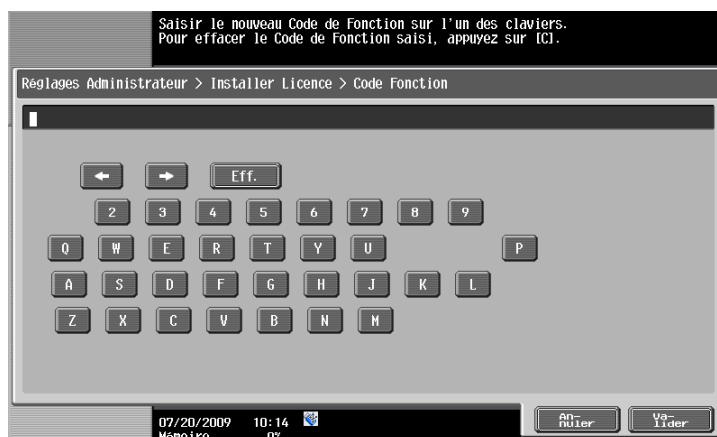 Saisir le nouveau Code de Fonction sur l'un des claviers.
Pour effacer le Code de Fonction saisi, appuyez sur [C].
Réglages Administrateur > Installer Licence > Code Fonction
← → Eff.
2 3 4 5 6 7 8 9
Q W E R T Y U P
A S D F G H J K L
Z X C V B N M
An-
nuler
Va-
lider
07/20/2009 10:14
Mémoire 0%